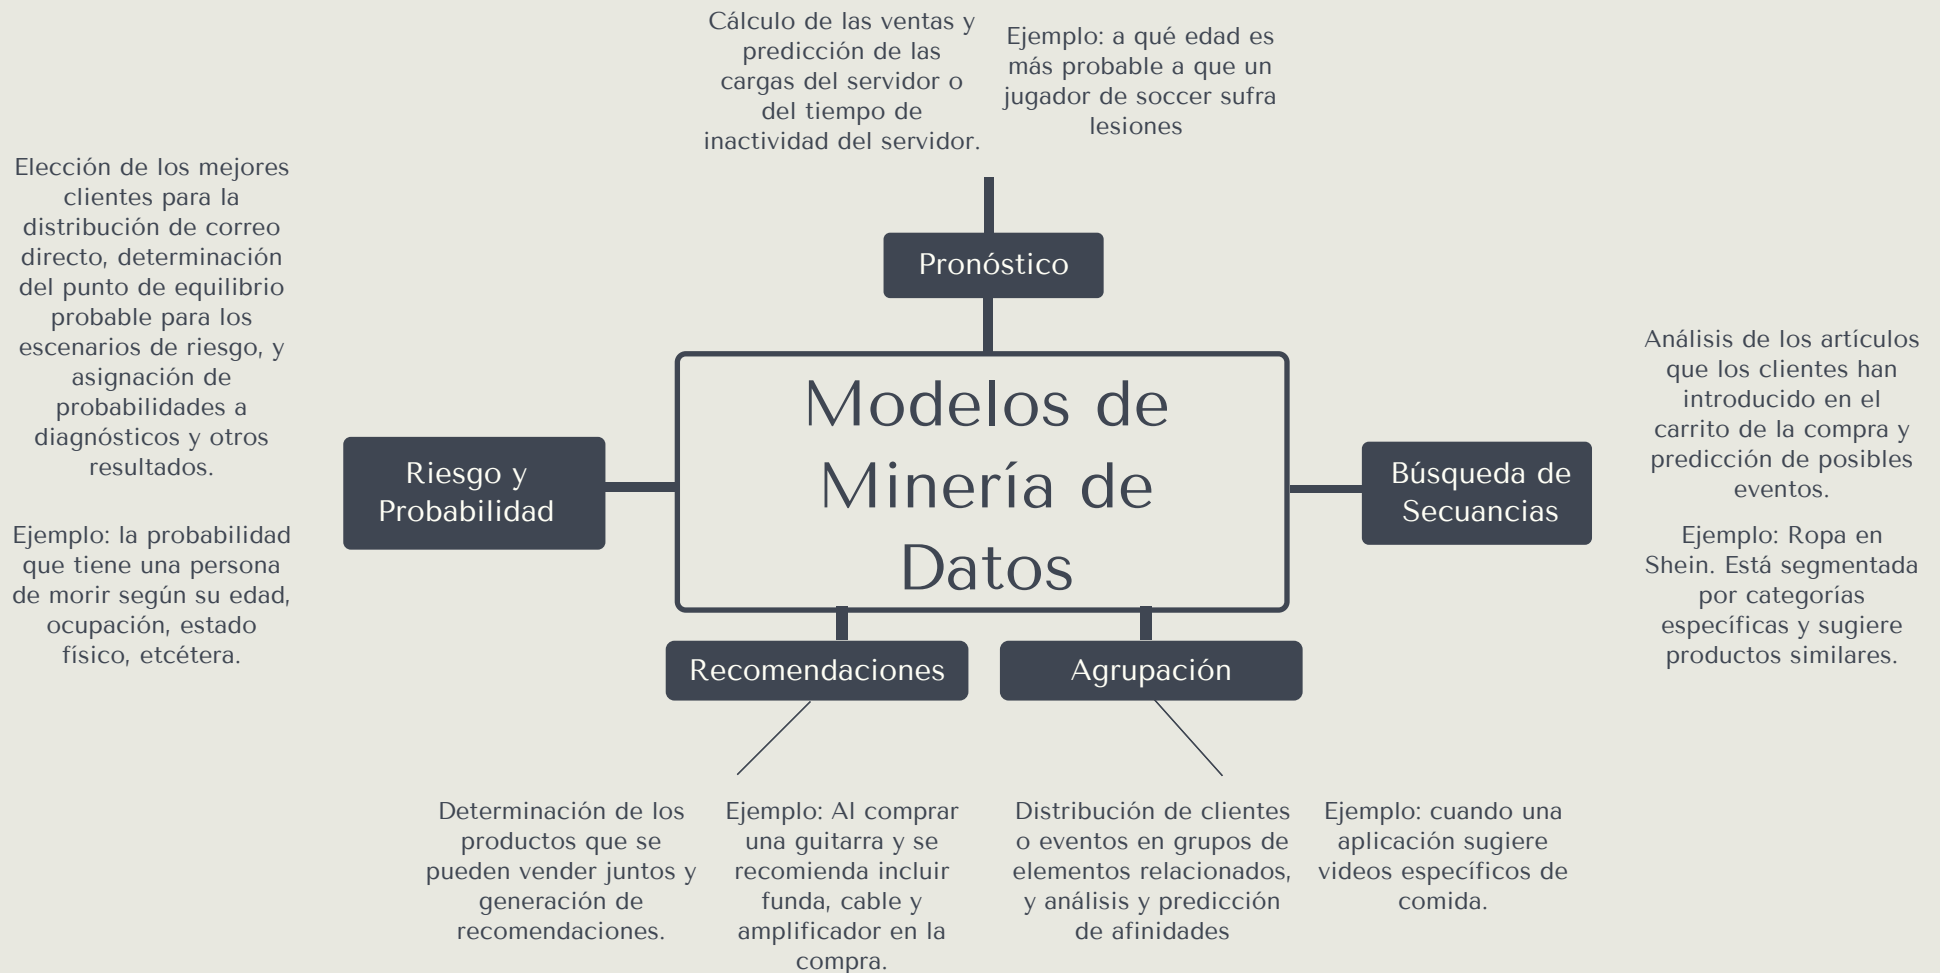 Cálculo de las ventas y
predicción de las
cargas del servidor o
del tiempo de
inactividad del servidor.
Ejemplo: a qué edad es
más probable a que un
jugador de soccer sufra
lesiones
Pronóstico
Elección de los mejores
clientes para la
distribución de correo
directo, determinación
del punto de equilibrio
probable para los
escenarios de riesgo, y
asignación de
probabilidades a
diagnósticos y otros
resultados.
Ejemplo: la probabilidad
que tiene una persona
de morir según su edad,
ocupación, estado
físico, etcétera.
Riesgo y
Probabilidad
Modelos de
Minería de
Datos
Búsqueda de
Secuancias
Análisis de los artículos
que los clientes han
introducido en el
carrito de la compra y
predicción de posibles
eventos.
Ejemplo: Ropa en
Shein. Está segmentada
por categorías
específicas y sugiere
productos similares.
Recomendaciones
Agrupación
Determinación de los
productos que se
pueden vender juntos y
generación de
recomendaciones.
Ejemplo: Al comprar
una guitarra y se
recomienda incluir
funda, cable y
amplificador en la
compra.
Distribución de clientes
o eventos en grupos de
elementos relacionados,
y análisis y predicción
de afinidades
Ejemplo: cuando una
aplicación sugiere
videos específicos de
comida.